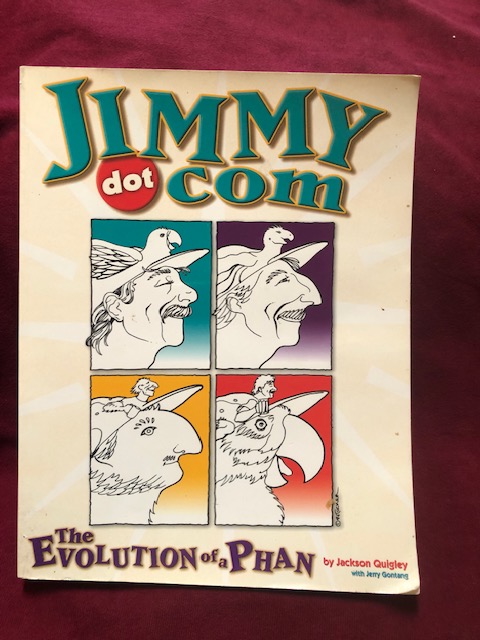 JIMMY
dot com
The
EVOLUTION of a PHAN
by Jackson Quigley
with Jerry Gontang